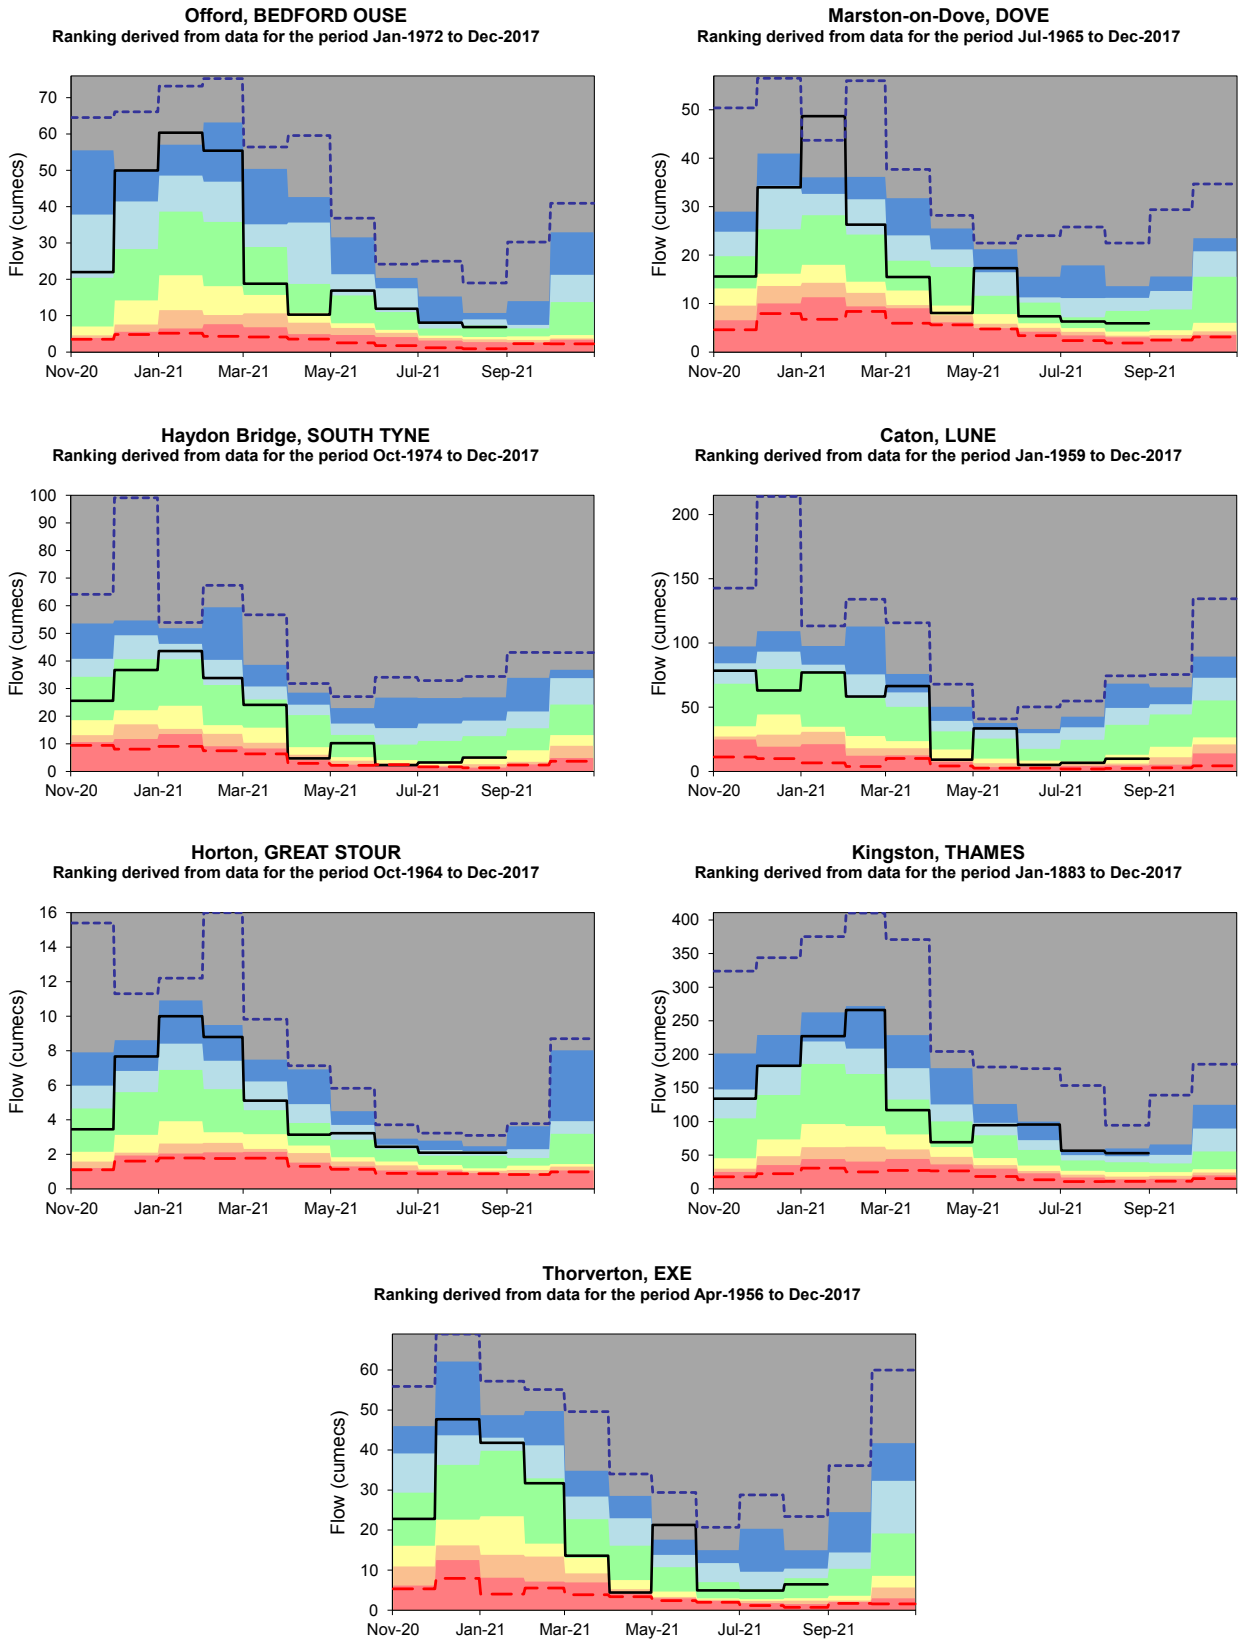 Offord, BEDFORD OUSE
Ranking derived from data for the period Jan-1972 to Dec-2017
Flow (cumecs)
70
60
50
40
30
20
10
0
Nov-20 Jan-21 Mar-21 May-21 Jul-21 Sep-21
Marston-on-Dove, DOVE
Ranking derived from data for the period Jul-1965 to Dec-2017
Flow (cumecs)
50
40
30
20
10
0
Nov-20 Jan-21 Mar-21 May-21 Jul-21 Sep-21
Haydon Bridge, SOUTH TYNE
Ranking derived from data for the period Oct-1974 to Dec-2017
Flow (cumecs)
100
90
80
70
60
50
40
30
20
10
0
Nov-20 Jan-21 Mar-21 May-21 Jul-21 Sep-21
Caton, LUNE
Ranking derived from data for the period Jan-1959 to Dec-2017
Flow (cumecs)
200
150
100
50
0
Nov-20 Jan-21 Mar-21 May-21 Jul-21 Sep-21
Horton, GREAT STOUR
Ranking derived from data for the period Oct-1964 to Dec-2017
Flow (cumecs)
16
14
12
10
8
6
4
2
0
Nov-20 Jan-21 Mar-21 May-21 Jul-21 Sep-21
Kingston, THAMES
Ranking derived from data for the period Jan-1883 to Dec-2017
Flow (cumecs)
400
350
300
250
200
150
100
50
0
Nov-20 Jan-21 Mar-21 May-21 Jul-21 Sep-21
Thorverton, EXE
Ranking derived from data for the period Apr-1956 to Dec-2017
Flow (cumecs)
60
50
40
30
20
10
0
Nov-20 Jan-21 Mar-21 May-21 Jul-21 Sep-21